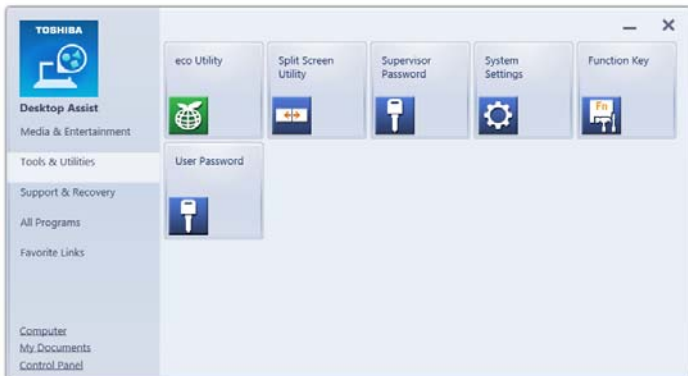 TOSHIBA
Desktop Assist
Media & Entertainment
Tools & Utilities
Support & Recovery
All Programs
Favorite Links
Computer
My Documents
Control Panel
eco Utility
Split Screen
Utility
Supervisor
Password
System
Settings
Function Key
Fn
User Password